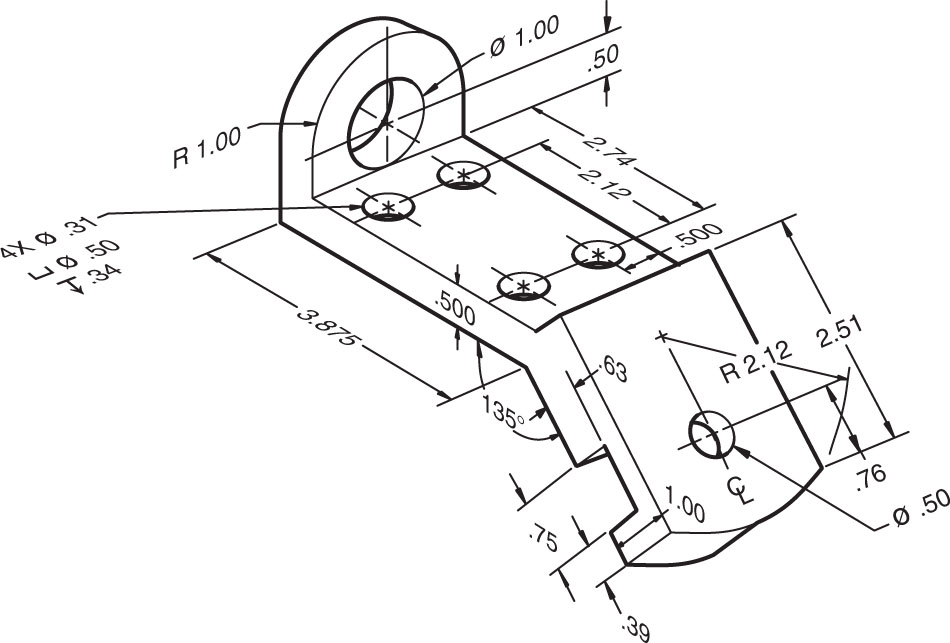 Ø 1.00
.50
R 1.00
2.74
2.12
4X Ø .31
⌴ Ø .50
↧ .34
.500
.500
3.875
2.51
R 2.12
.63
135°
.76
℄
1.00
Ø .50
.75
.39